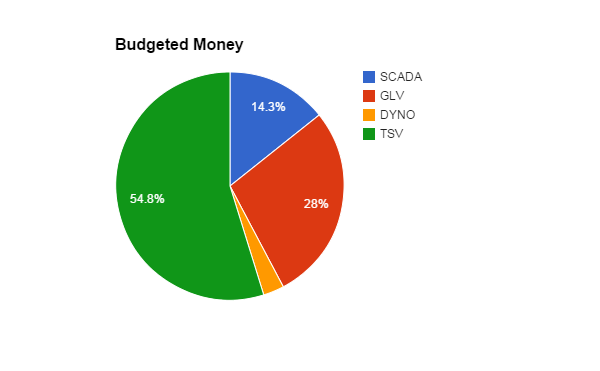 Budgeted Money
SCADA
GLV
DYNO
TSV
14.3%
28%
54.8%